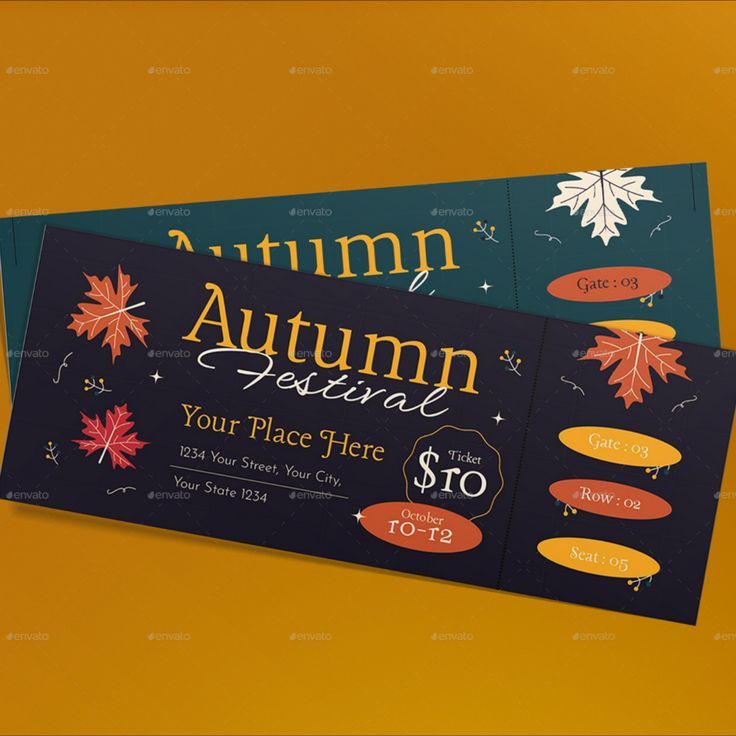 Autumn
Gate : 03
Autumn
Festival
Your Place Here
1234 Your Street, Your City,
Your State 1234
Ticket
$10
October
10-12
Gate : 03
Row : 02
Seat : 05
envato